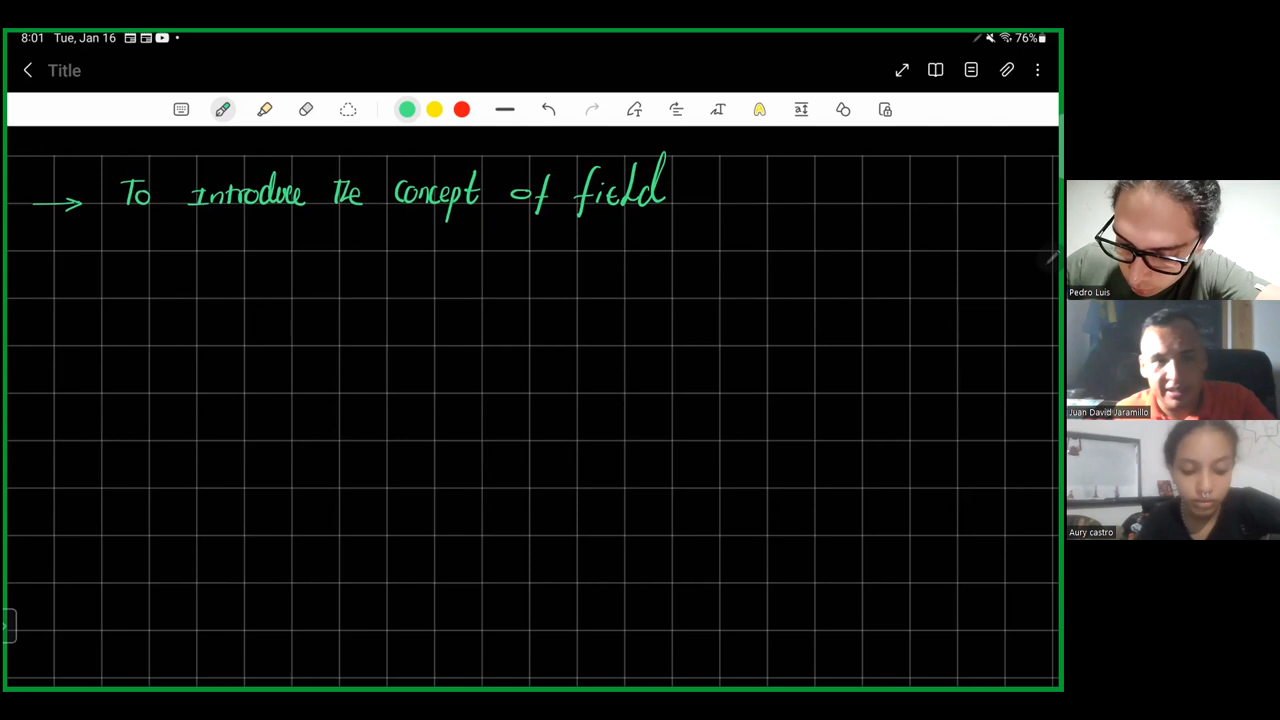 8:01 Tue, Jan 16
76%
Title
→ To Introduce the concept of field
Pedro Luis
Juan David Jaramillo
Aury castro